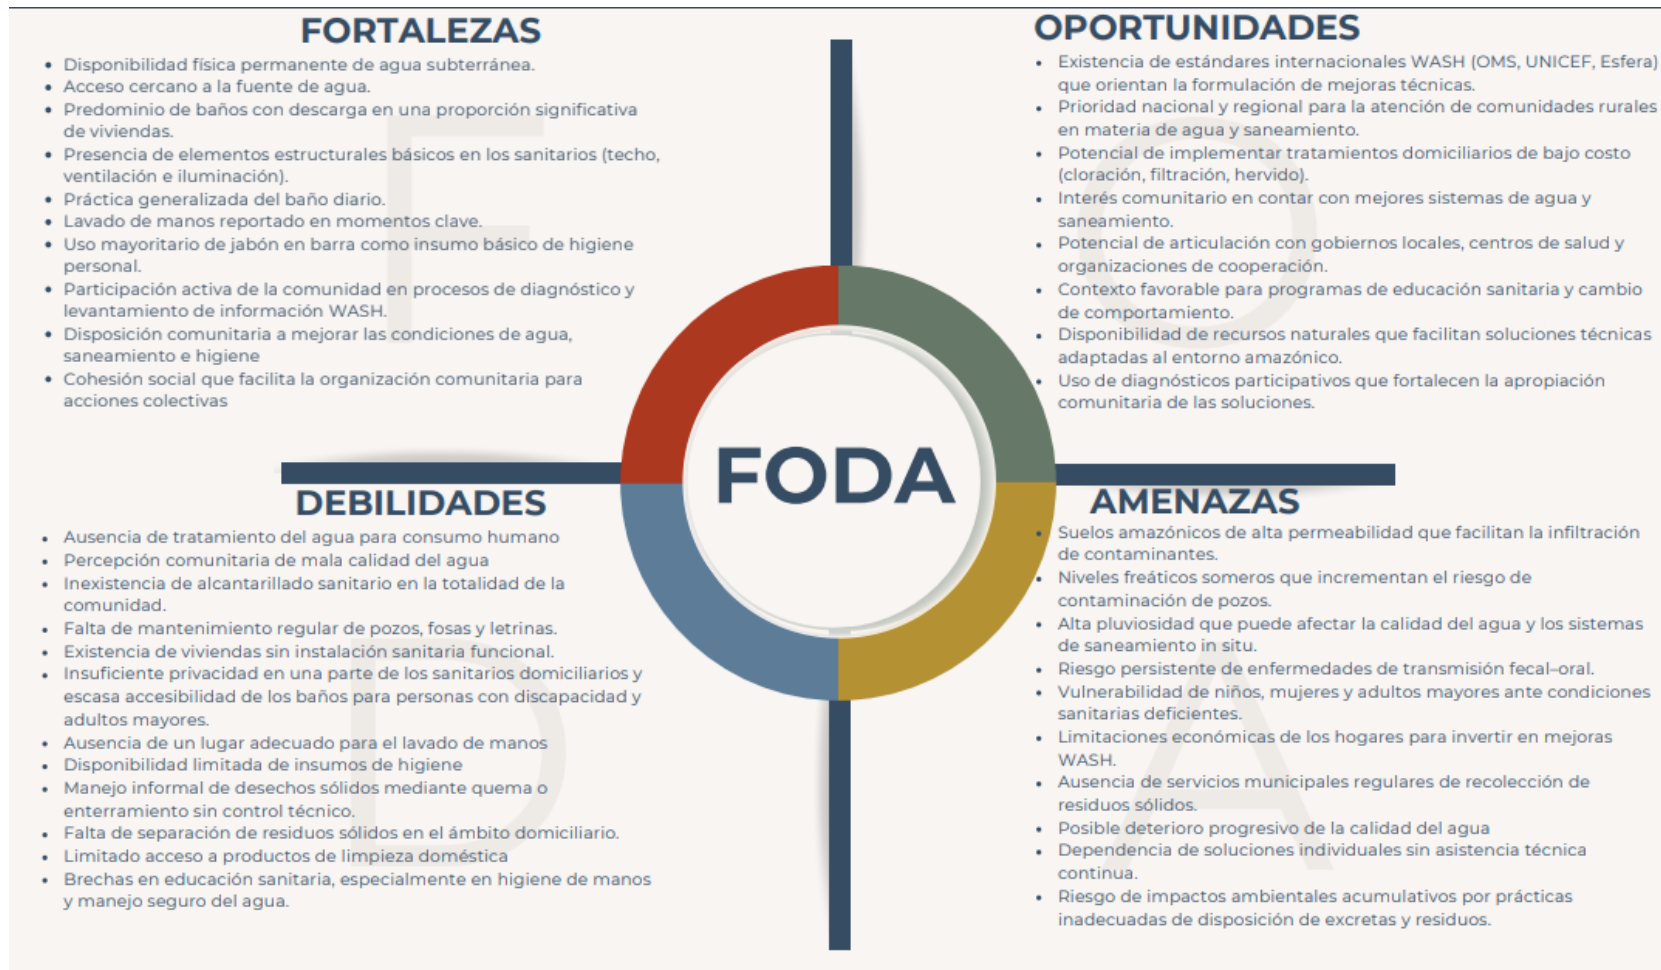 FORTALEZAS
• Disponibilidad física permanente de agua subterránea.
• Acceso cercano a la fuente de agua.
• Predominio de baños con descarga en una proporción significativa
de viviendas.
• Presencia de elementos estructurales básicos en los sanitarios (techo,
ventilación e iluminación).
• Práctica generalizada del baño diario.
• Lavado de manos reportado en momentos clave.
• Uso mayoritario de jabón en barra como insumo básico de higiene
personal.
• Participación activa de la comunidad en procesos de diagnóstico y
levantamiento de información WASH.
• Disposición comunitaria a mejorar las condiciones de agua,
saneamiento e higiene
• Cohesión social que facilita la organización comunitaria para
acciones colectivas
F
OPORTUNIDADES
• Existencia de estándares internacionales WASH (OMS, UNICEF, Esfera)
que orientan la formulación de mejoras técnicas.
• Prioridad nacional y regional para la atención de comunidades rurales
en materia de agua y saneamiento.
• Potencial de implementar tratamientos domiciliarios de bajo costo
(cloración, filtración, hervido).
• Interés comunitario en contar con mejores sistemas de agua y
saneamiento.
• Potencial de articulación con gobiernos locales, centros de salud y
organizaciones de cooperación.
• Contexto favorable para programas de educación sanitaria y cambio
de comportamiento.
• Disponibilidad de recursos naturales que facilitan soluciones técnicas
adaptadas al entorno amazónico.
• Uso de diagnósticos participativos que fortalecen la apropiación
comunitaria de las soluciones.
O
FODA
DEBILIDADES
• Ausencia de tratamiento del agua para consumo humano
• Percepción comunitaria de mala calidad del agua
• Inexistencia de alcantarillado sanitario en la totalidad de la
comunidad.
• Falta de mantenimiento regular de pozos, fosas y letrinas.
• Existencia de viviendas sin instalación sanitaria funcional.
• Insuficiente privacidad en una parte de los sanitarios domiciliarios y
escasa accesibilidad de los baños para personas con discapacidad y
adultos mayores.
• Ausencia de un lugar adecuado para el lavado de manos
• Disponibilidad limitada de insumos de higiene
• Manejo informal de desechos sólidos mediante quema o
enterramiento sin control técnico.
• Falta de separación de residuos sólidos en el ámbito domiciliario.
• Limitado acceso a productos de limpieza doméstica
• Brechas en educación sanitaria, especialmente en higiene de manos
y manejo seguro del agua.
D
AMENAZAS
• Suelos amazónicos de alta permeabilidad que facilitan la infiltración
de contaminantes.
• Niveles freáticos someros que incrementan el riesgo de
contaminación de pozos.
• Alta pluviosidad que puede afectar la calidad del agua y los sistemas
de saneamiento in situ.
• Riesgo persistente de enfermedades de transmisión fecal–oral.
• Vulnerabilidad de niños, mujeres y adultos mayores ante condiciones
sanitarias deficientes.
• Limitaciones económicas de los hogares para invertir en mejoras
WASH.
• Ausencia de servicios municipales regulares de recolección de
residuos sólidos.
• Posible deterioro progresivo de la calidad del agua
• Dependencia de soluciones individuales sin asistencia técnica
continua.
• Riesgo de impactos ambientales acumulativos por prácticas
inadecuadas de disposición de excretas y residuos.
A